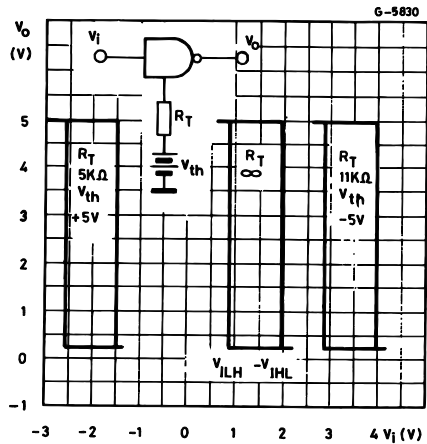 G-5830
Vo
(V)
Vi
Vo
RT
Vth
5
4
3
2
1
0
-1
RT
5KΩ
Vth
+5V
RT
∞
RT
11KΩ
Vth
-5V
VILH -VIHL
-3 -2 -1 0 1 2 3 4 Vi(V)